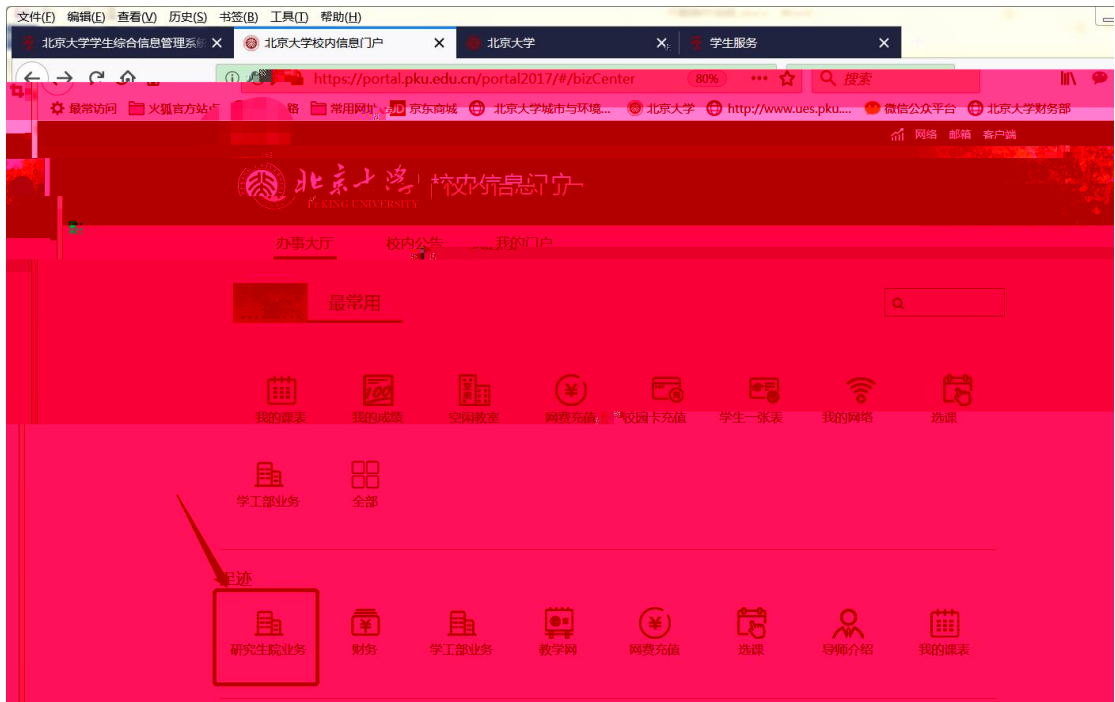 文件(F) 编辑(E) 查看(V) 历史(S) 书签(B) 工具(T) 帮助(H)
北京大学学生综合信息管理系统 北京大学校内信息门户 北京大学 学生服务
https://portal.pku.edu.cn/portal2017/#/bizCenter 80% 搜索
最常访问 火狐官方站点 常用网址 JD 京东商城 北京大学城市与环境... 北京大学 http://www.ues.pku.... 微信公众平台 北京大学财务部
网络 邮箱 客户端
北京大学 校内信息门户
PEKING UNIVERSITY
办事大厅 校内公告 我的门户
最常用
我的课表 我的成绩 空闲教室 网费充值 校园卡充值 学生一张表 我的网络 选课
学工部业务 全部
足迹
研究生院业务 财务 学工部业务 教学网 网费充值 选课 导师介绍 我的课表